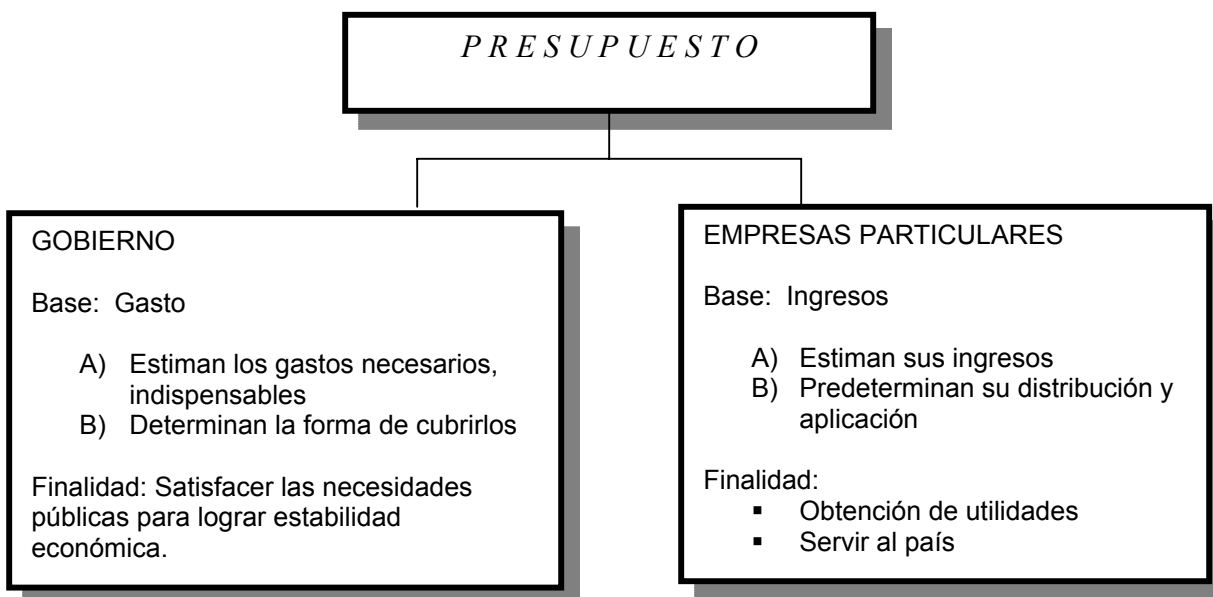 P R E S U P U E S T O
GOBIERNO
Base: Gasto
A) Estiman los gastos necesarios,
indispensables
B) Determinan la forma de cubrirlos
Finalidad: Satisfacer las necesidades
públicas para lograr estabilidad
económica.
EMPRESAS PARTICULARES
Base: Ingresos
A) Estiman sus ingresos
B) Predeterminan su distribución y
aplicación
Finalidad:
▪ Obtención de utilidades
▪ Servir al país